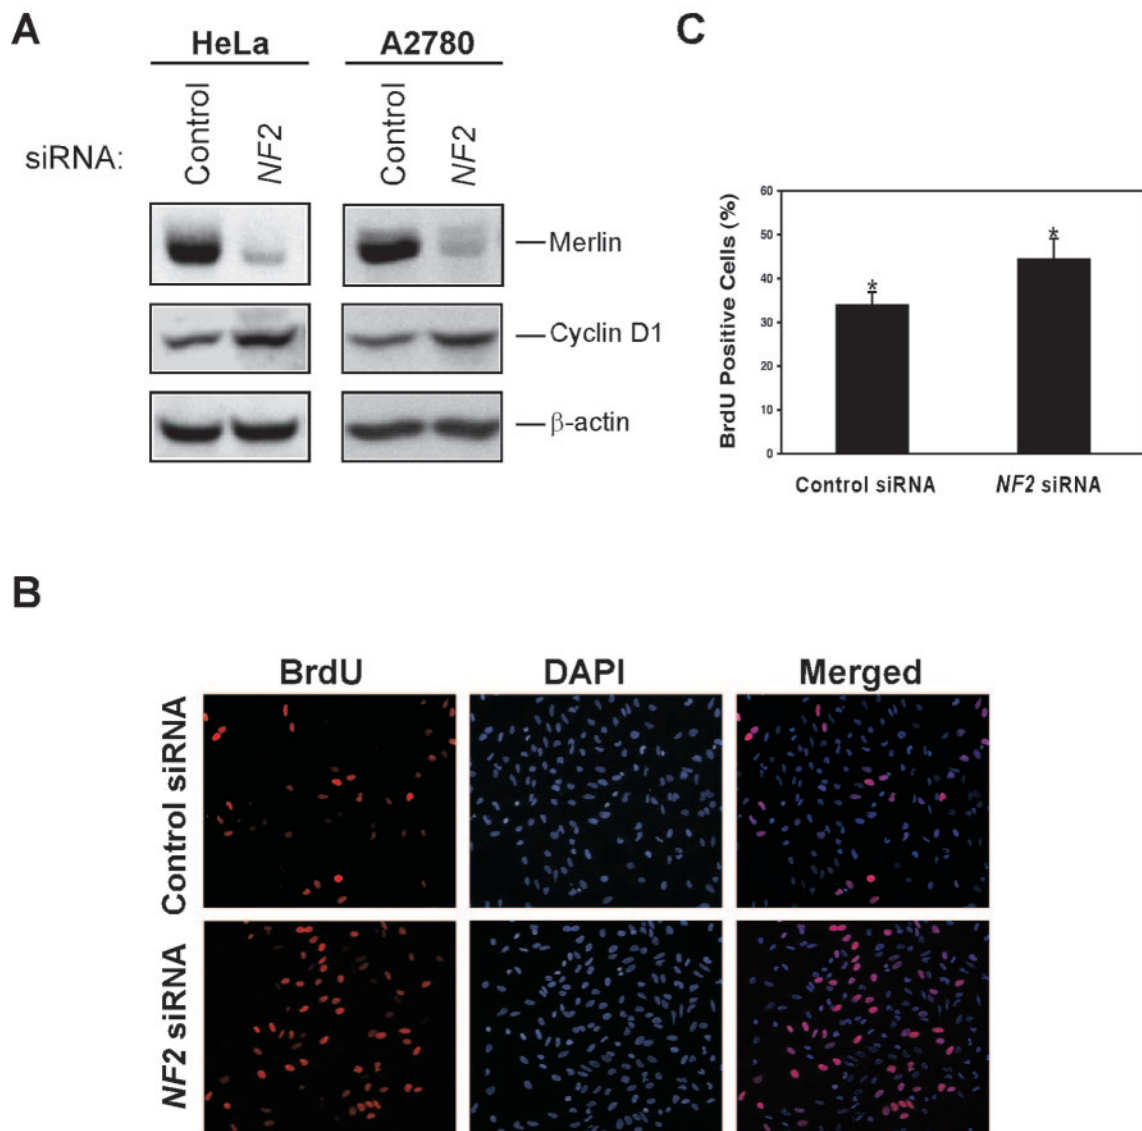 A
HeLa
A2780
siRNA:
Control
NF2
Control
NF2
Merlin
Cyclin D1
β-actin
C
BrdU Positive Cells (%)
60
50
40
30
20
10
0
*
*
Control siRNA
NF2 siRNA
B
BrdU
DAPI
Merged
Control siRNA
NF2 siRNA